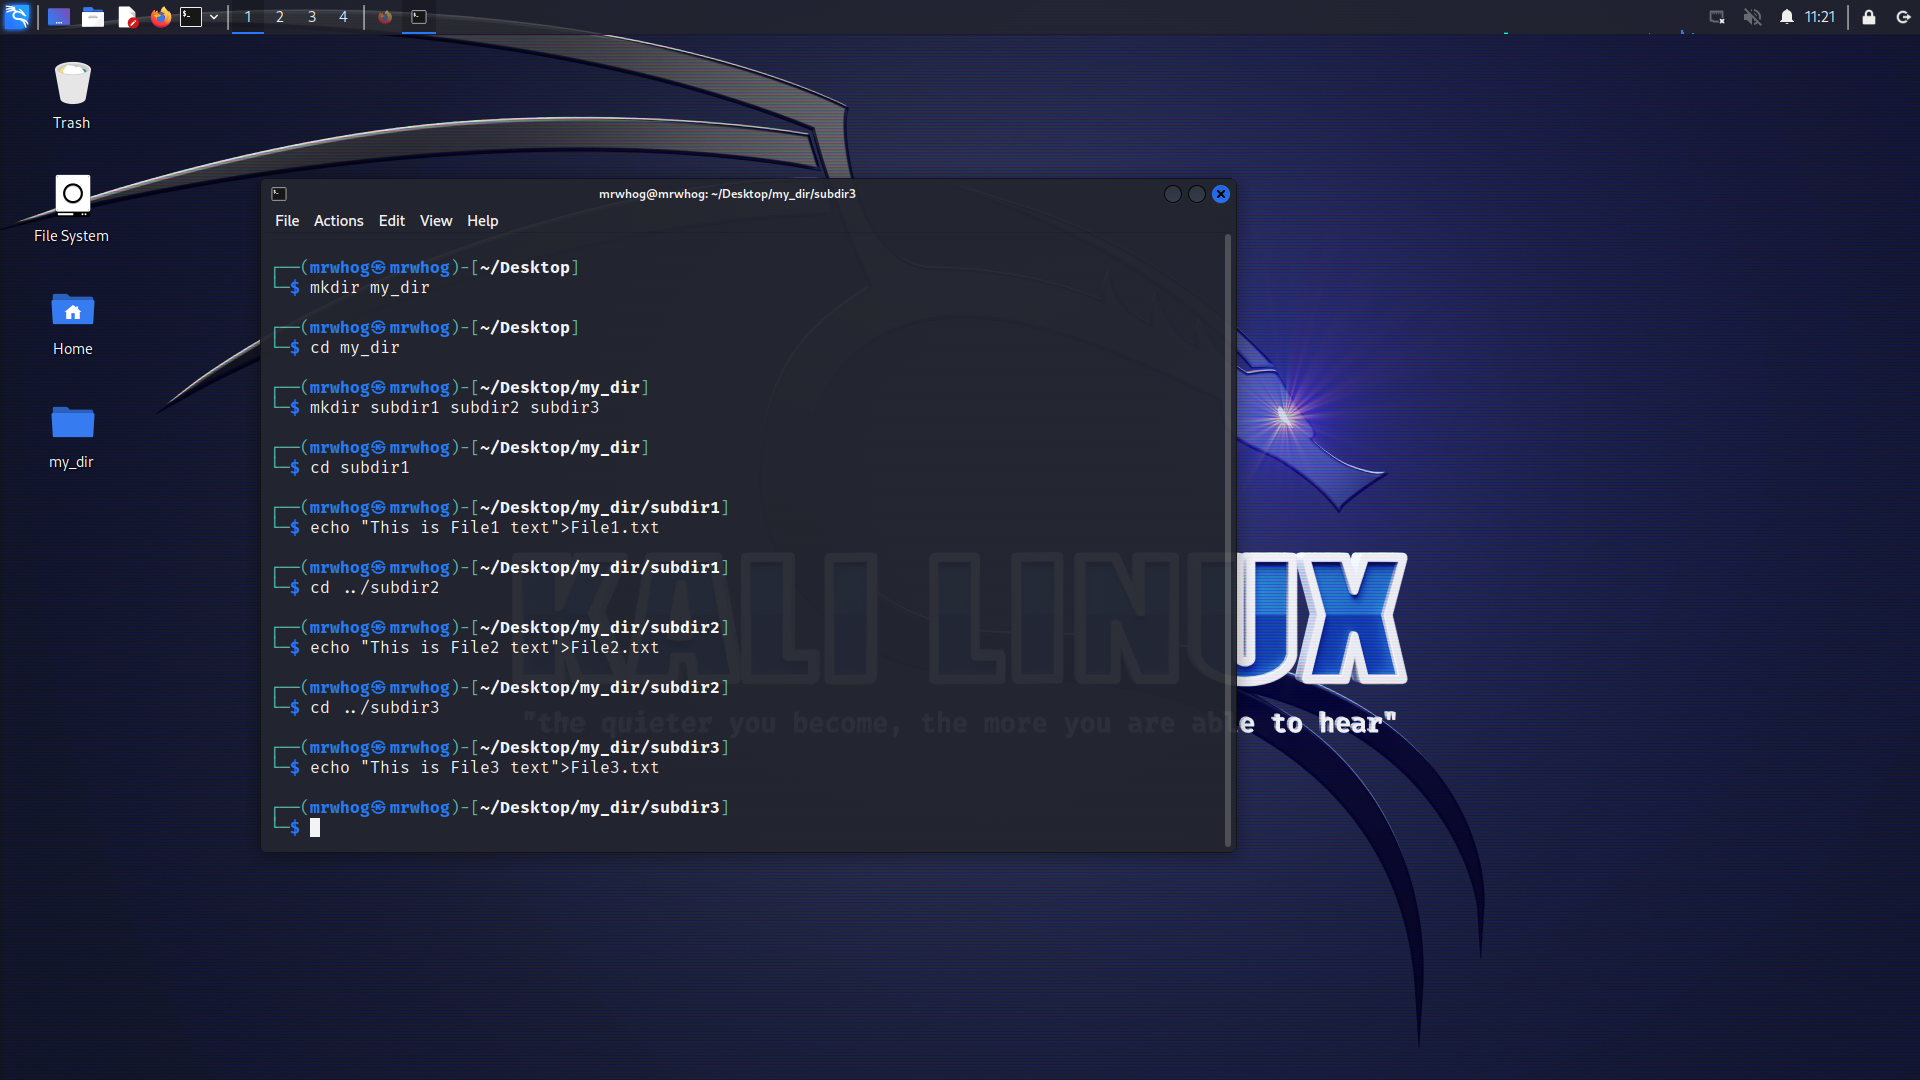 1 2 3 4
11:21
Trash
File System
Home
my_dir
mrwhog@mrwhog: ~/Desktop/my_dir/subdir3
File Actions Edit View Help
┌──(mrwhog㉿mrwhog)-[~/Desktop]
└─$ mkdir my_dir
┌──(mrwhog㉿mrwhog)-[~/Desktop]
└─$ cd my_dir
┌──(mrwhog㉿mrwhog)-[~/Desktop/my_dir]
└─$ mkdir subdir1 subdir2 subdir3
┌──(mrwhog㉿mrwhog)-[~/Desktop/my_dir]
└─$ cd subdir1
┌──(mrwhog㉿mrwhog)-[~/Desktop/my_dir/subdir1]
└─$ echo "This is File1 text">File1.txt
┌──(mrwhog㉿mrwhog)-[~/Desktop/my_dir/subdir1]
└─$ cd ../subdir2
┌──(mrwhog㉿mrwhog)-[~/Desktop/my_dir/subdir2]
└─$ echo "This is File2 text">File2.txt
┌──(mrwhog㉿mrwhog)-[~/Desktop/my_dir/subdir2]
└─$ cd ../subdir3
┌──(mrwhog㉿mrwhog)-[~/Desktop/my_dir/subdir3]
└─$ echo "This is File3 text">File3.txt
┌──(mrwhog㉿mrwhog)-[~/Desktop/my_dir/subdir3]
└─$
KALI LINUX
"the quieter you become, the more you are able to hear"